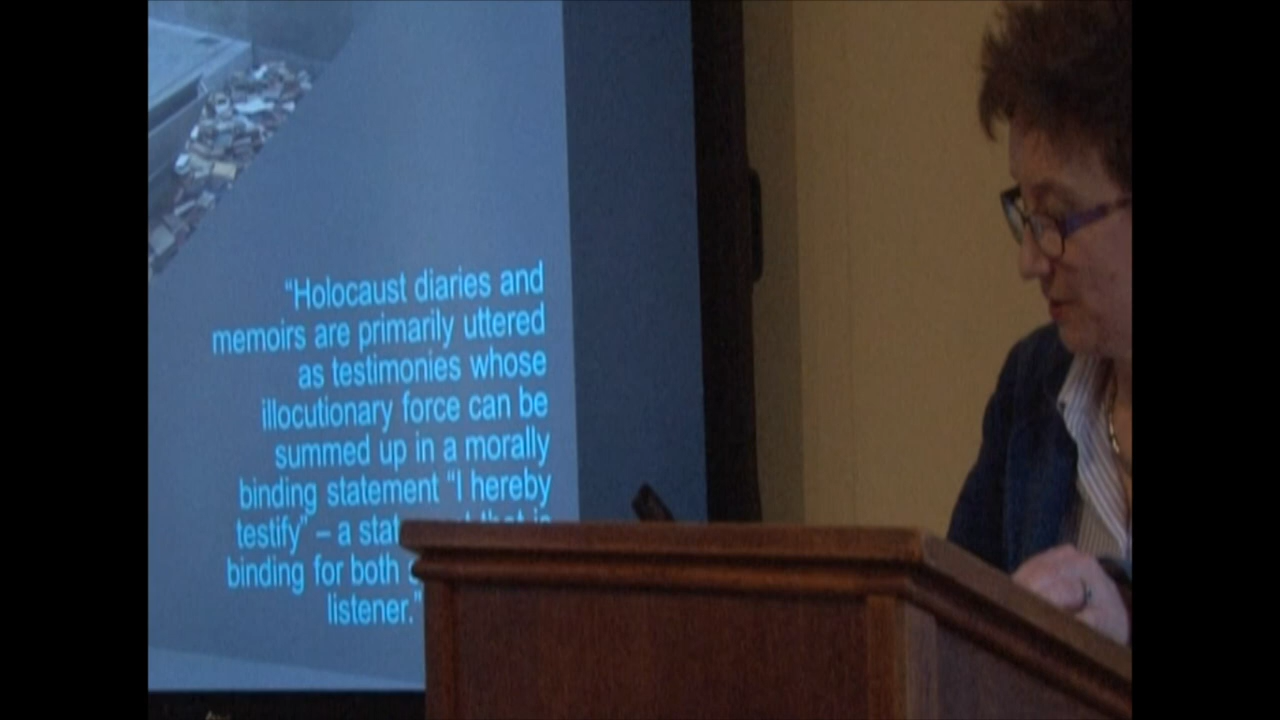 “Holocaust diaries and
memoirs are primarily uttered
as testimonies whose
illocutionary force can be
summed up in a morally
binding statement “I hereby
testify” – a
binding for both
listener.”